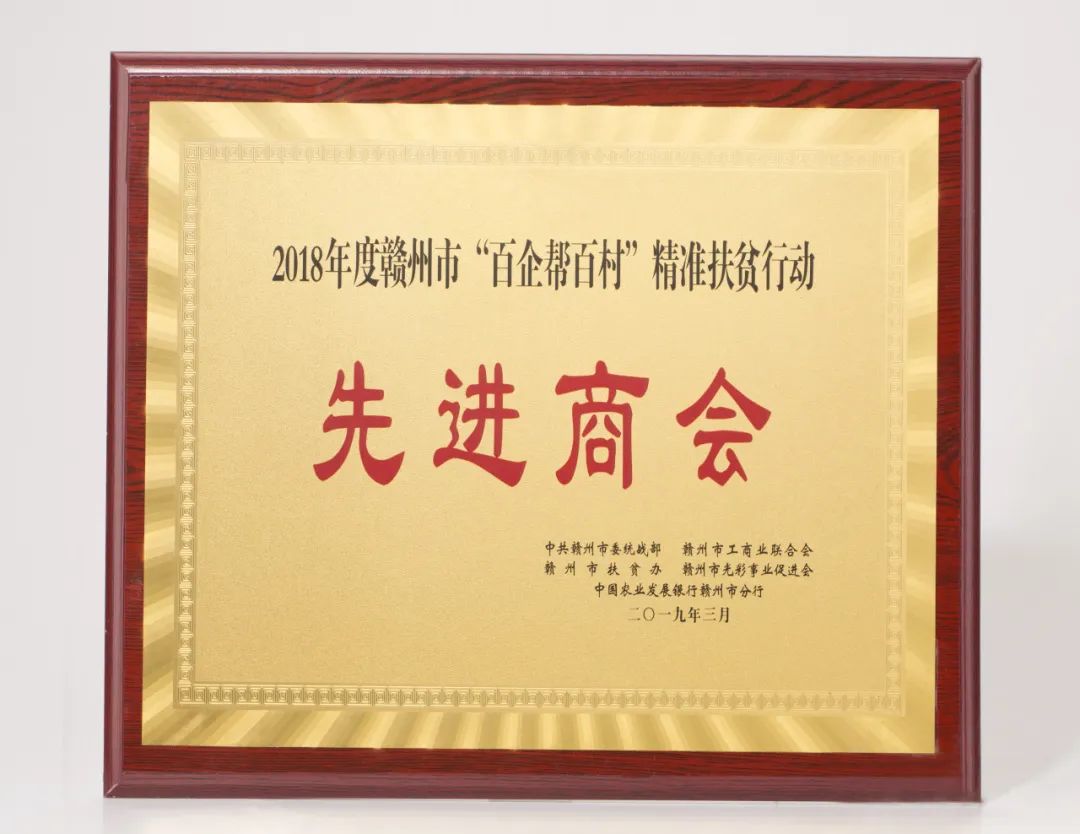 2018年度赣州市“百企帮百村”精准扶贫行动
先进商会
中共赣州市委统战部 赣州市工商业联合会
赣州市扶贫办 赣州市光彩事业促进会
中国农业发展银行赣州市分行
二〇一九年三月